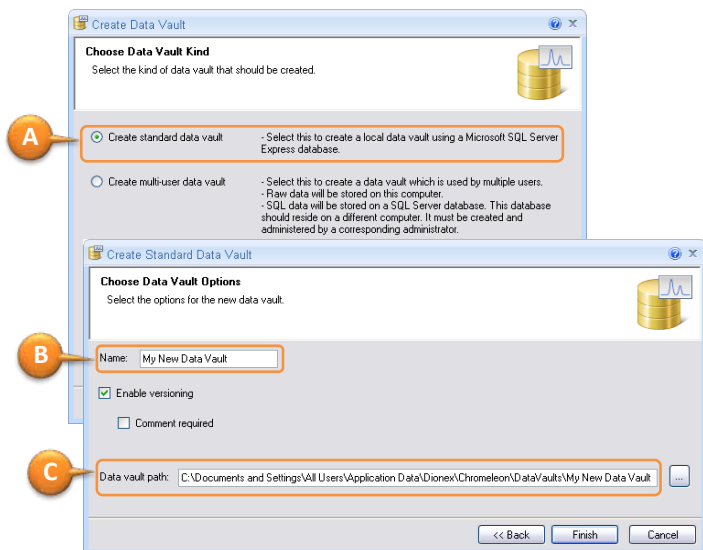 Create Data Vault
Choose Data Vault Kind
Select the kind of data vault that should be created.
A
Create standard data vault
- Select this to create a local data vault using a Microsoft SQL Server
Express database.
Create multi-user data vault
- Select this to create a data vault which is used by multiple users.
- Raw data will be stored on this computer.
- SQL data will be stored on a SQL Server database. This database
should reside on a different computer. It must be created and
administered by a corresponding administrator.
Create Standard Data Vault
Choose Data Vault Options
Select the options for the new data vault.
B
Name: My New Data Vault
Enable versioning
Comment required
C
Data vault path: C:\Documents and Settings\All Users\Application Data\Dionex\Chromeleon\DataVaults\My New Data Vault ...
<< Back Finish Cancel